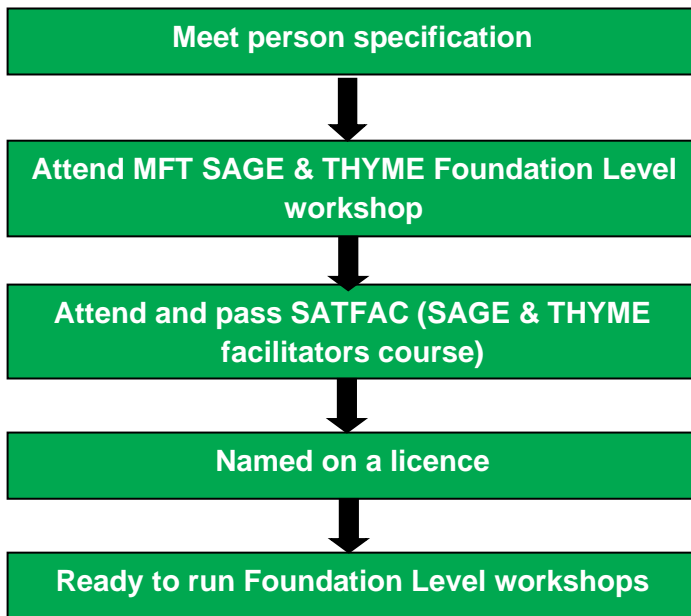 Meet person specification
Attend MFT SAGE & THYME Foundation Level
workshop
Attend and pass SATFAC (SAGE & THYME
facilitators course)
Named on a licence
Ready to run Foundation Level workshops